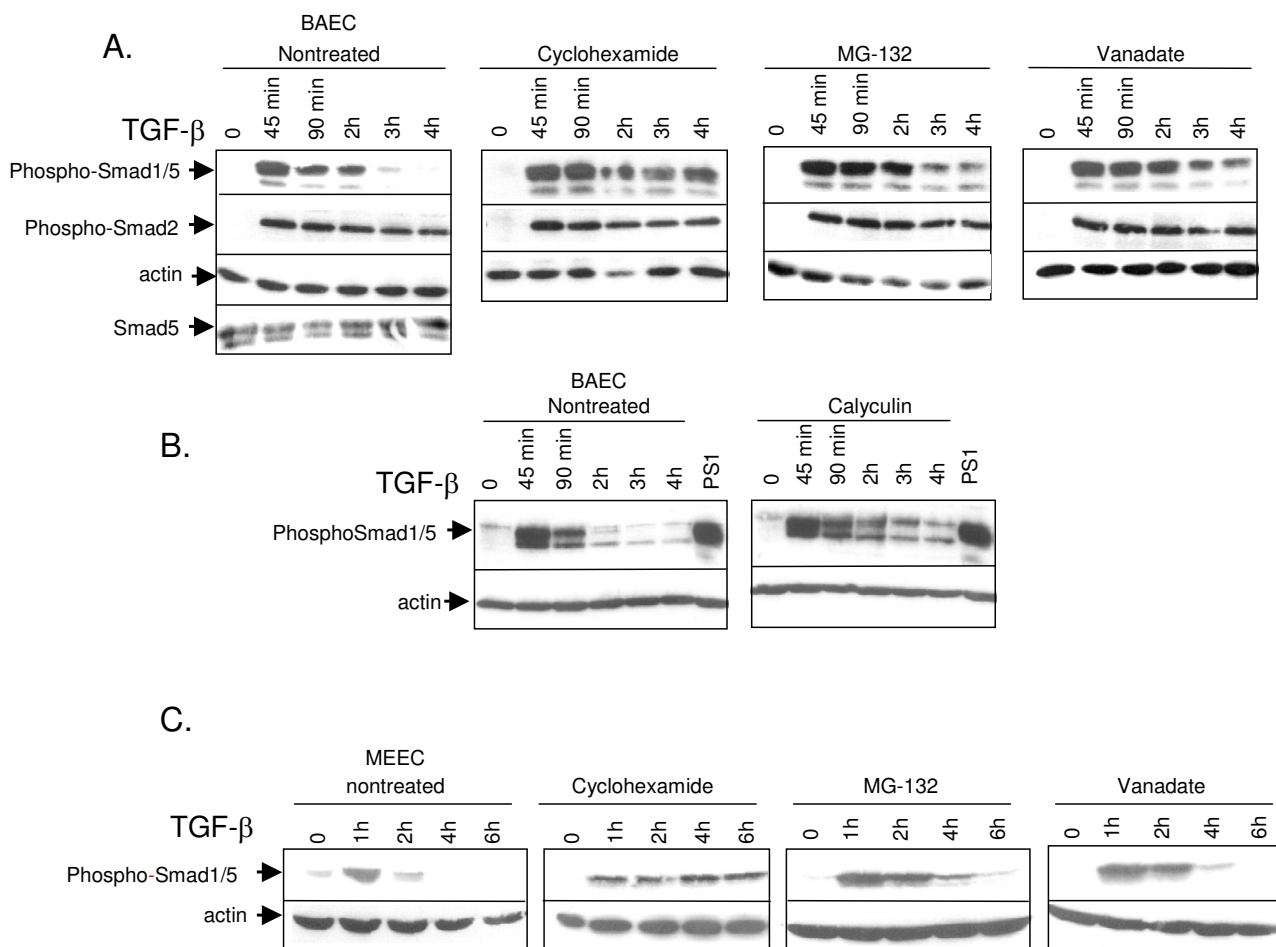 A.
BAEC
Nontreated
Cyclohexamide
MG-132
Vanadate
TGF-β
0 45 min 90 min 2h 3h 4h
0 45 min 90 min 2h 3h 4h
0 45 min 90 min 2h 3h 4h
0 45 min 90 min 2h 3h 4h
Phospho-Smad1/5
Phospho-Smad2
actin
Smad5
B.
BAEC
Nontreated
Calyculin
TGF-β
0 45 min 90 min 2h 3h 4h PS1
0 45 min 90 min 2h 3h 4h PS1
PhosphoSmad1/5
actin
C.
MEEC
nontreated
Cyclohexamide
MG-132
Vanadate
TGF-β
0 1h 2h 4h 6h
0 1h 2h 4h 6h
0 1h 2h 4h 6h
0 1h 2h 4h 6h
Phospho-Smad1/5
actin